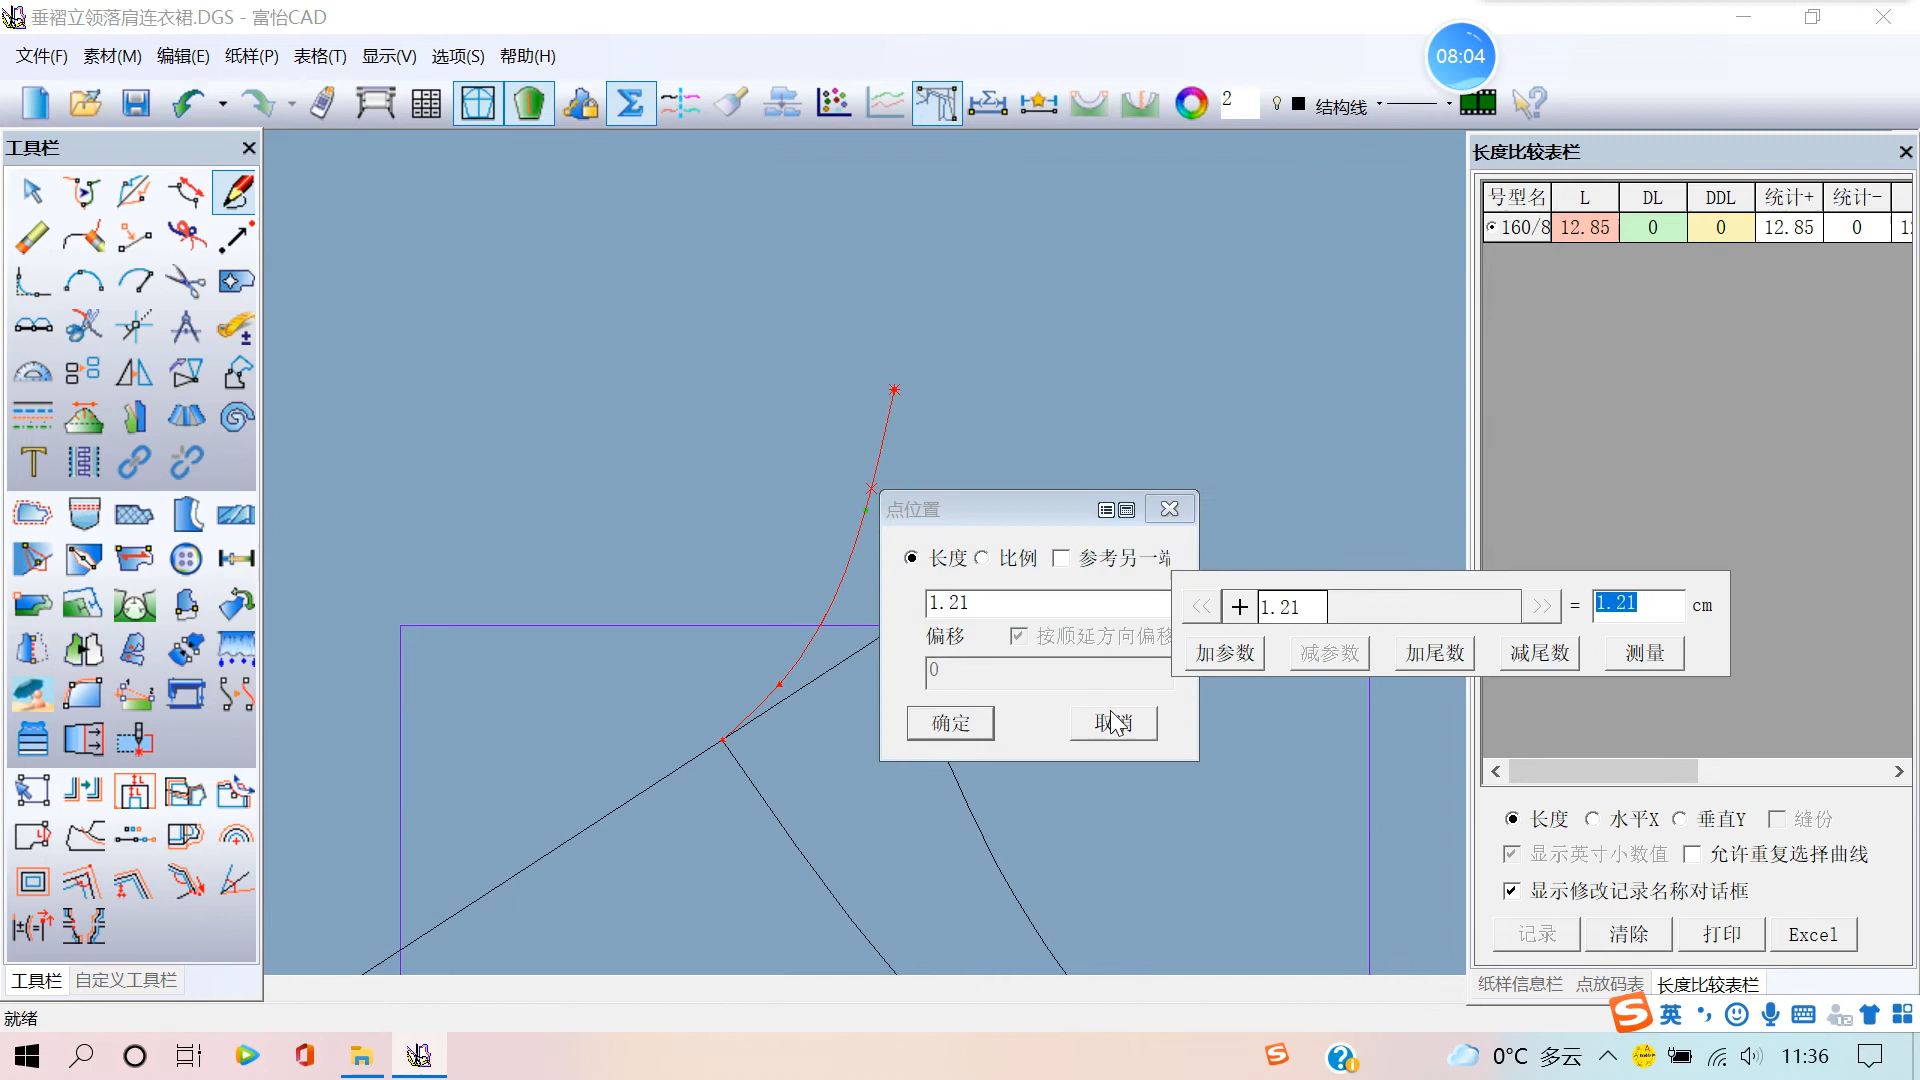 垂褶立领落肩连衣裙.DGS - 富怡CAD
文件(F) 素材(M) 编辑(E) 纸样(P) 表格(T) 显示(V) 选项(S) 帮助(H)
08:04
2 结构线
工具栏
长度比较表栏
号型名 L DL DDL 统计+ 统计-
160/8 12.85 0 0 12.85 0
点位置
长度 比例 参考另一端
1.21
1.21 = 1.21 cm
偏移 按顺延方向偏移
0
加参数 减参数 加尾数 减尾数 测量
确定 取消
长度 水平X 垂直Y 缝份
显示英寸小数值 允许重复选择曲线
显示修改记录名称对话框
记录 清除 打印 Excel
工具栏 自定义工具栏
纸样信息栏 点放码表 长度比较表栏
就绪
英
0°C 多云 11:36